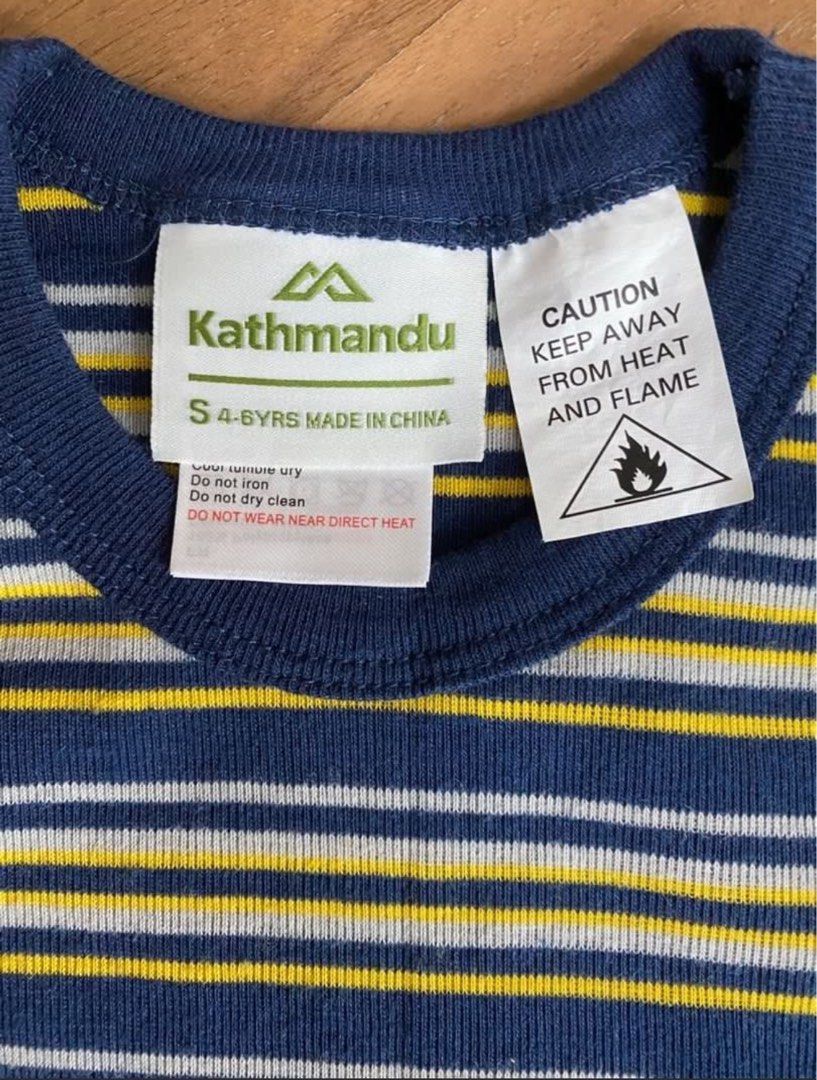 Kathmandu
S 4-6YRS MADE IN CHINA
Cool tumble dry
Do not iron
Do not dry clean
DO NOT WEAR NEAR DIRECT HEAT
CAUTION
KEEP AWAY
FROM HEAT
AND FLAME